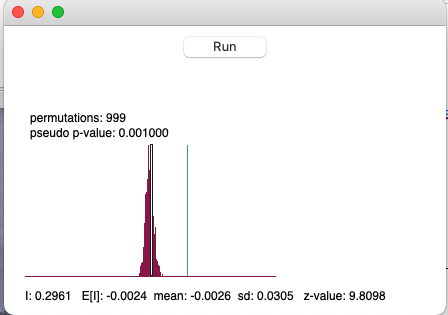 Run
permutations: 999
pseudo p-value: 0.001000
I: 0.2961 E[I]: -0.0024 mean: -0.0026 sd: 0.0305 z-value: 9.8098